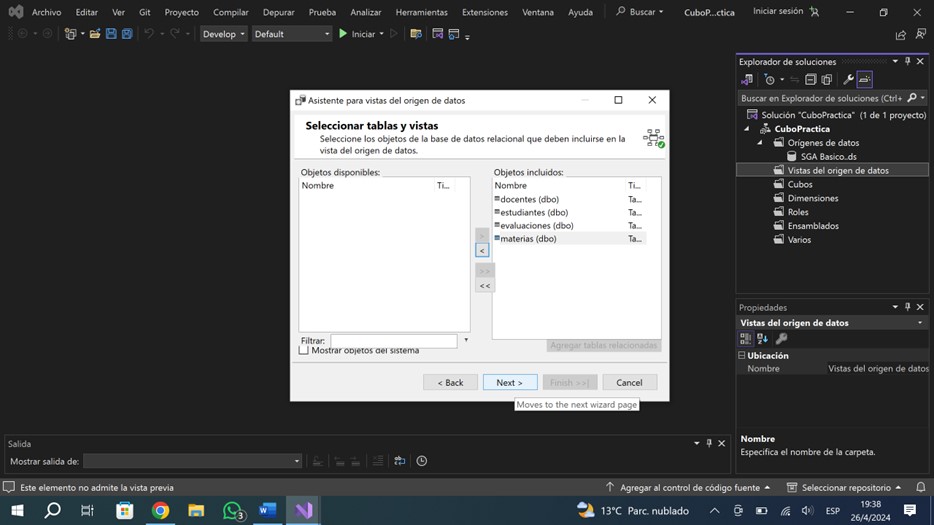 Archivo Editar Ver Git Proyecto Compilar Depurar Prueba Analizar Herramientas Extensiones Ventana Ayuda Buscar CuboP...ctica Iniciar sesión
Develop Default Iniciar
Explorador de soluciones
Buscar en Explorador de soluciones (Ctrl+
Solución "CuboPractica" (1 de 1 proyecto)
CuboPractica
Orígenes de datos
SGA Basico..ds
Vistas del origen de datos
Cubos
Dimensiones
Roles
Ensamblados
Varios
Asistente para vistas del origen de datos
Seleccionar tablas y vistas
Seleccione los objetos de la base de datos relacional que deben incluirse en la
vista del origen de datos.
Objetos disponibles:
Nombre Ti...
Objetos incluidos:
Nombre Ti...
docentes (dbo) Ta...
estudiantes (dbo) Ta...
evaluaciones (dbo) Ta...
materias (dbo) Ta...
>
<
>>
<<
Filtrar:
Mostrar objetos del sistema
Agregar tablas relacionadas
< Back Next > Finish >>| Cancel
Moves to the next wizard page
Propiedades
Vistas del origen de datos
Ubicación
Nombre Vistas del origen de datos
Nombre
Especifica el nombre de la carpeta.
Salida
Mostrar salida de:
Este elemento no admite la vista previa Agregar al control de código fuente Seleccionar repositorio
3 13°C Parc. nublado ESP 19:38
26/4/2024